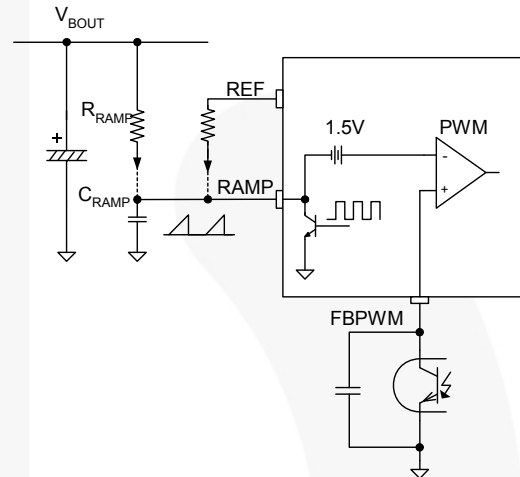 VBOUT
+
RRAMP
CRAMP
REF
RAMP
1.5V
PWM
-
+
FBPWM